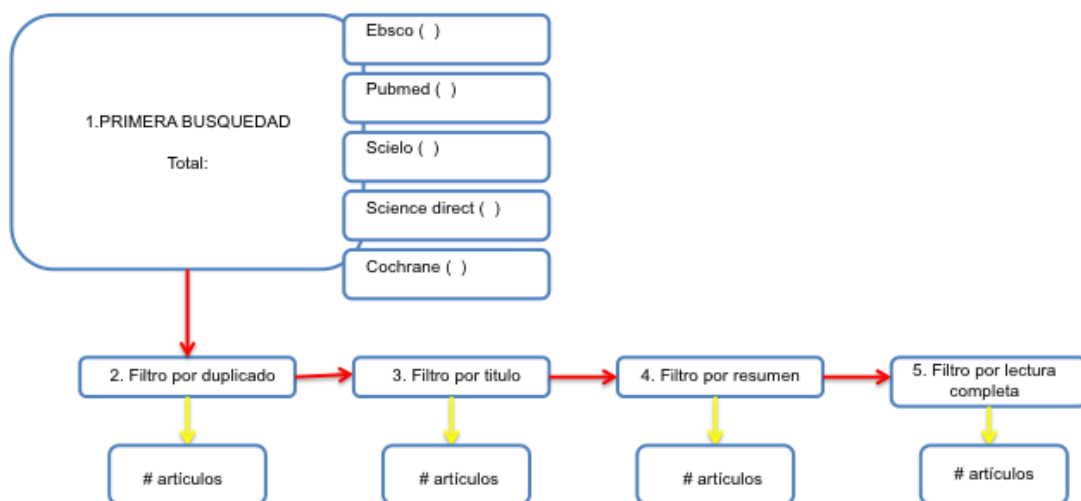 1.PRIMERA BUSQUEDAD
Total:
Ebsco ( )
Pubmed ( )
Scielo ( )
Science direct ( )
Cochrane ( )
2. Filtro por duplicado
3. Filtro por titulo
4. Filtro por resumen
5. Filtro por lectura
completa
# artículos
# artículos
# artículos
# artículos